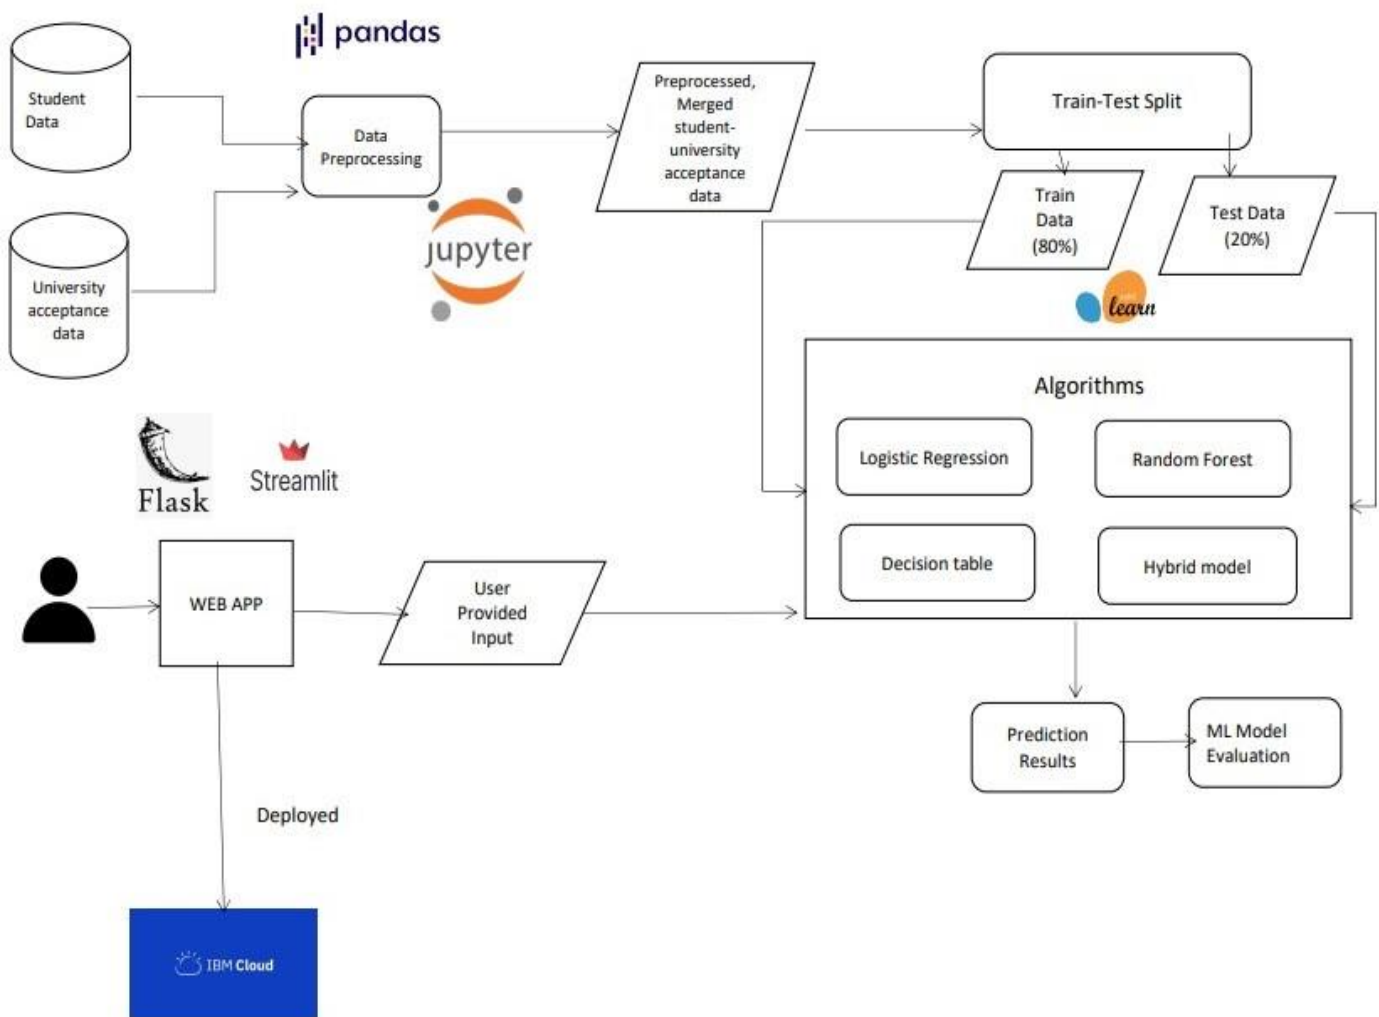 pandas
Student
Data
Data
Preprocessing
Preprocessed,
Merged
student-
university
acceptance
data
Train-Test Split
Train
Data
(80%)
Test Data
(20%)
University
acceptance
data
jupyter
learn
Algorithms
Logistic Regression
Random Forest
Decision table
Hybrid model
Flask
Streamlit
WEB APP
User
Provided
Input
Prediction
Results
ML Model
Evaluation
Deployed
IBM Cloud